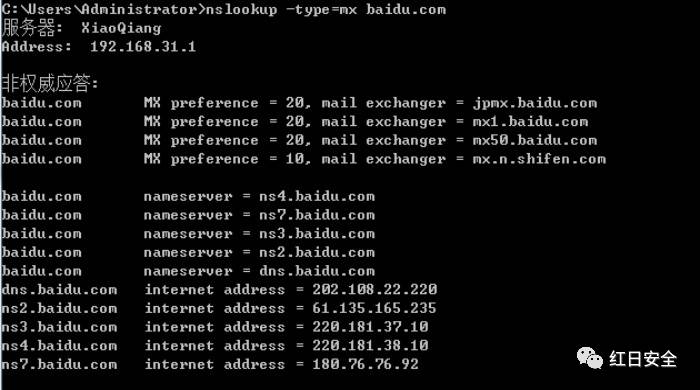 C:\Users\Administrator>nslookup -type=mx baidu.com
服务器:  XiaoQiang
Address:  192.168.31.1
非权威应答:
baidu.com       MX preference = 20, mail exchanger = jpmx.baidu.com
baidu.com       MX preference = 20, mail exchanger = mx1.baidu.com
baidu.com       MX preference = 20, mail exchanger = mx50.baidu.com
baidu.com       MX preference = 10, mail exchanger = mx.n.shifen.com
baidu.com       nameserver = ns4.baidu.com
baidu.com       nameserver = ns7.baidu.com
baidu.com       nameserver = ns3.baidu.com
baidu.com       nameserver = ns2.baidu.com
baidu.com       nameserver = dns.baidu.com
dns.baidu.com   internet address = 202.108.22.220
ns2.baidu.com   internet address = 61.135.165.235
ns3.baidu.com   internet address = 220.181.37.10
ns4.baidu.com   internet address = 220.181.38.10
ns7.baidu.com   internet address = 180.76.76.92
红日安全